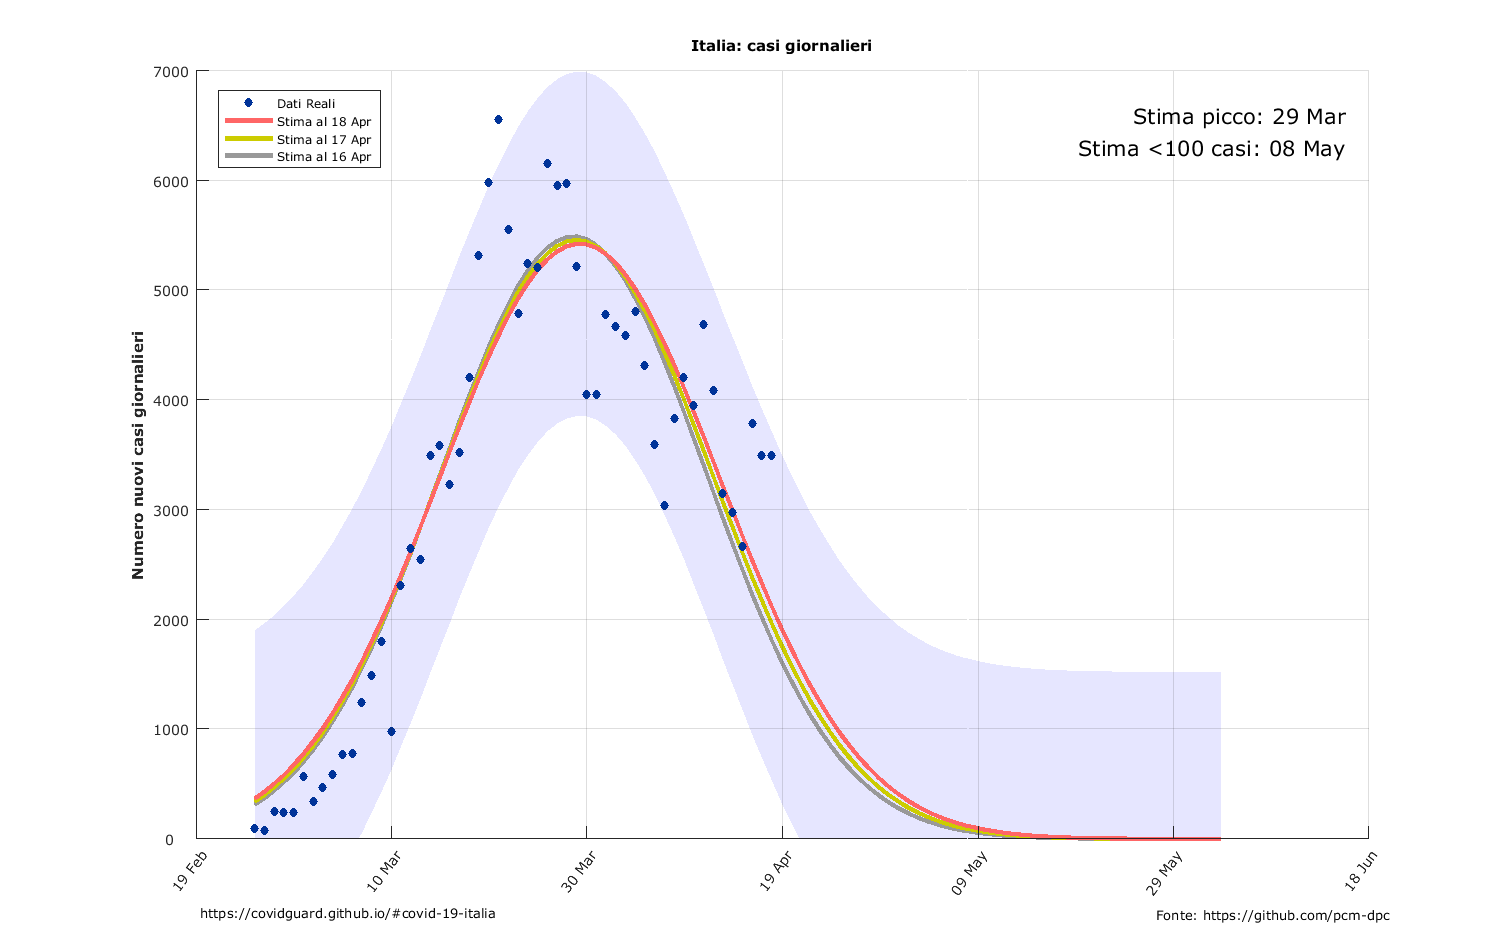 Italia: casi giornalieri
7000
6000
5000
4000
3000
2000
1000
0
Numero nuovi casi giornalieri
Dati Reali
Stima al 18 Apr
Stima al 17 Apr
Stima al 16 Apr
Stima picco: 29 Mar
Stima <100 casi: 08 May
19 Feb
10 Mar
30 Mar
19 Apr
09 May
29 May
18 Jun
https://covidguard.github.io/#covid-19-italia
Fonte: https://github.com/pcm-dpc